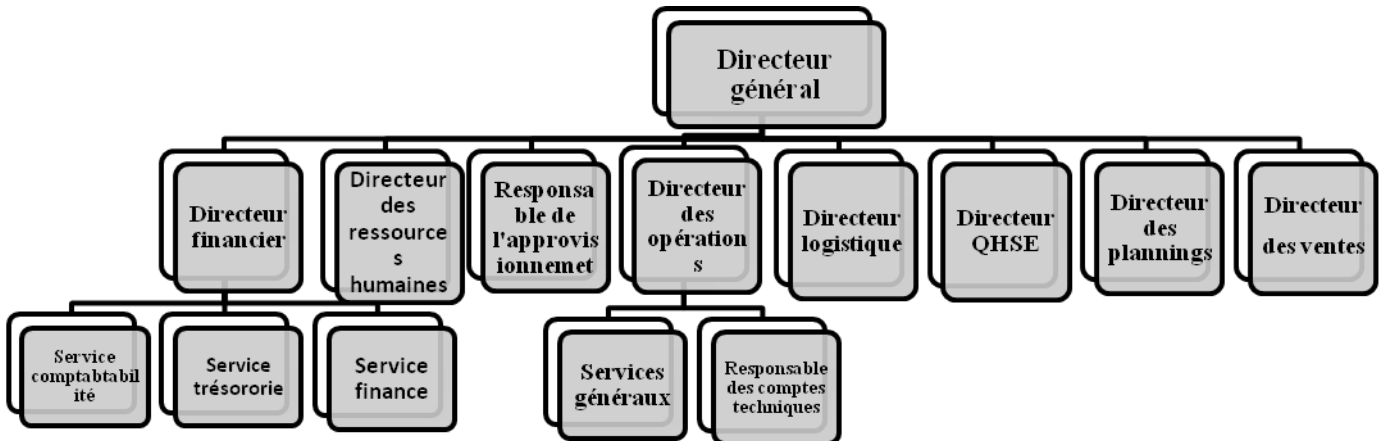 Directeur
général
Directeur
financier
Directeur
des
ressource
s
humaines
Responsa
ble de
l'approvis
ionnemet
Directeur
des
opération
s
Directeur
logistique
Directeur
QHSE
Directeur
des
plannings
Directeur
des ventes
Service
comptabtabil
ité
Service
trésororie
Service
finance
Services
généraux
Responsable
des comptes
techniques